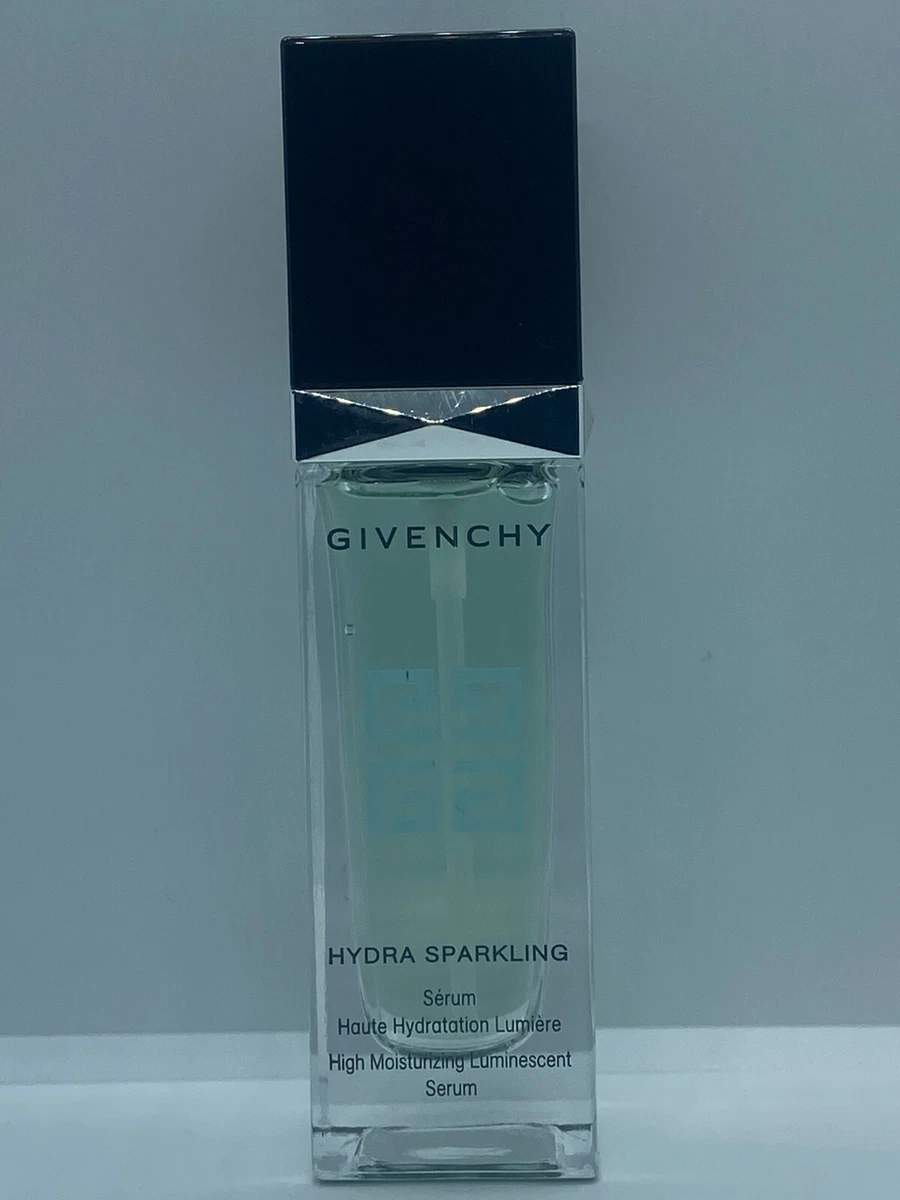 GIVENCHY
HYDRA SPARKLING
Sérum
Haute Hydratation Lumière
High Moisturizing Luminescent
Serum